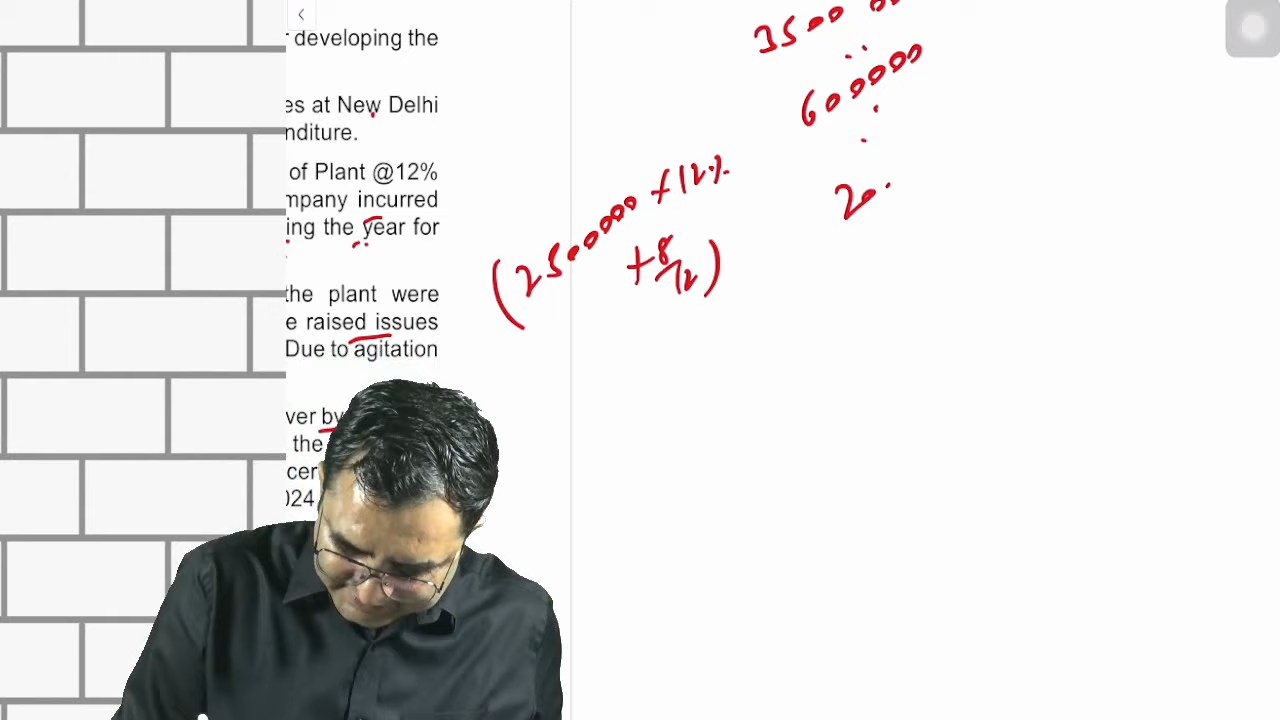 developing the
es at New Delhi
nditure.
of Plant @12%
mpany incurred
ing the year for
the plant were
e raised issues
Due to agitation
ver by
the
cer
024
3500
600000
20
(2500000 × 12%
× 8/12)